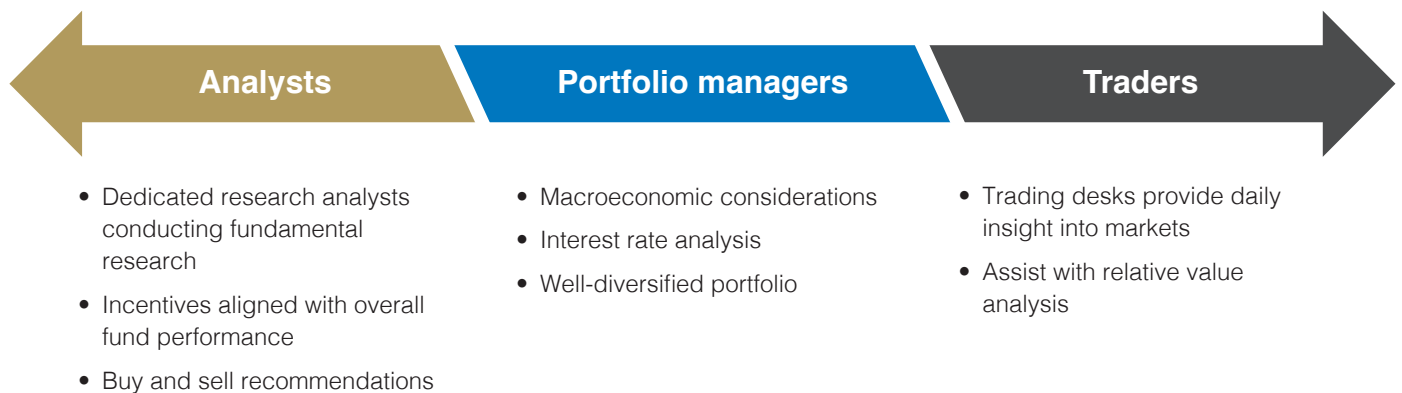 Analysts
• Dedicated research analysts
conducting fundamental
research
• Incentives aligned with overall
fund performance
• Buy and sell recommendations
Portfolio managers
• Macroeconomic considerations
• Interest rate analysis
• Well-diversified portfolio
Traders
• Trading desks provide daily
insight into markets
• Assist with relative value
analysis